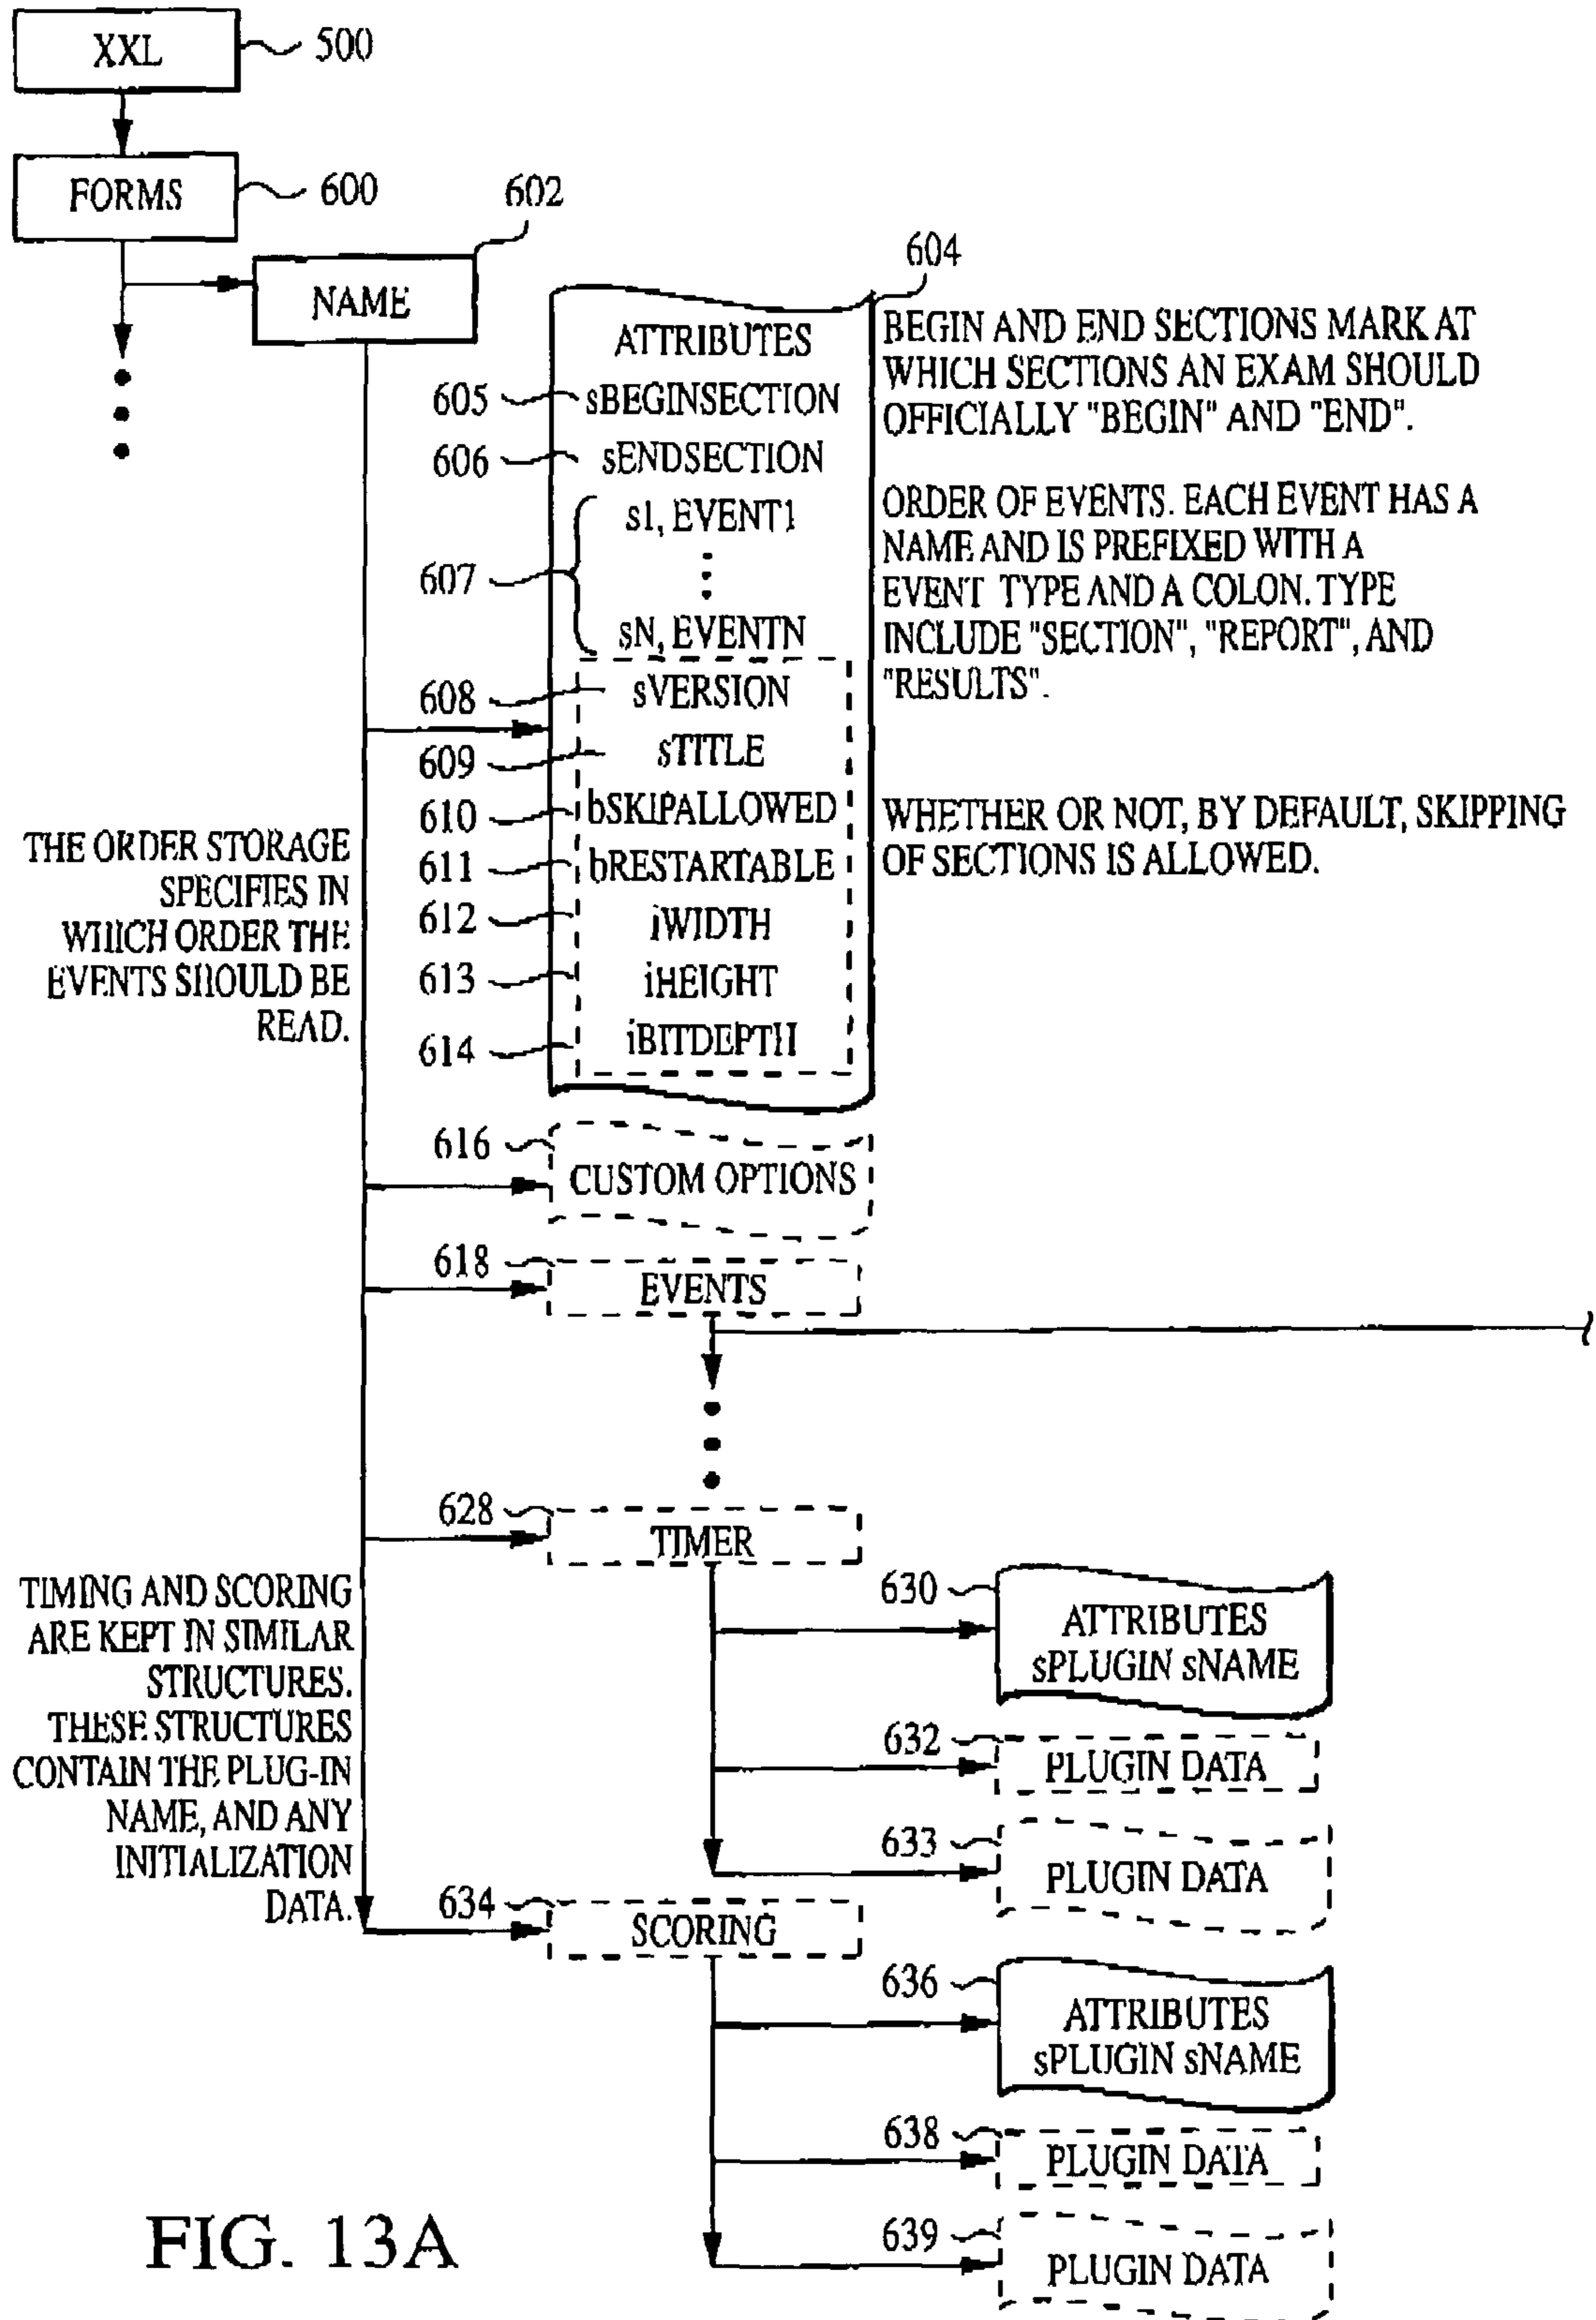 XXL
500
FORMS
600
602
NAME
604
ATTRIBUTES
605
sBEGINSECTION
606
sENDSECTION
607
s1, EVENT1
sN, EVENTN
608
sVERSION
609
sTITLE
610
bSKIPALLOWED
611
bRESTARTABLE
612
iWIDTH
613
iHEIGHT
614
iBITDEPTH
BEGIN AND END SECTIONS MARK AT
WHICH SECTIONS AN EXAM SHOULD
OFFICIALLY "BEGIN" AND "END".
ORDER OF EVENTS. EACH EVENT HAS A
NAME AND IS PREFIXED WITH A
EVENT TYPE AND A COLON. TYPE
INCLUDE "SECTION", "REPORT", AND
"RESULTS".
WHETHER OR NOT, BY DEFAULT, SKIPPING
OF SECTIONS IS ALLOWED.
THE ORDER STORAGE
SPECIFIES IN
WHICH ORDER THE
EVENTS SHOULD BE
READ.
616
CUSTOM OPTIONS
618
EVENTS
628
TIMER
TIMING AND SCORING
ARE KEPT IN SIMILAR
STRUCTURES.
THESE STRUCTURES
CONTAIN THE PLUG-IN
NAME, AND ANY
INITIALIZATION
DATA.
630
ATTRIBUTES
sPLUGIN sNAME
632
PLUGIN DATA
633
PLUGIN DATA
634
SCORING
636
ATTRIBUTES
sPLUGIN sNAME
638
PLUGIN DATA
639
PLUGIN DATA
FIG. 13A